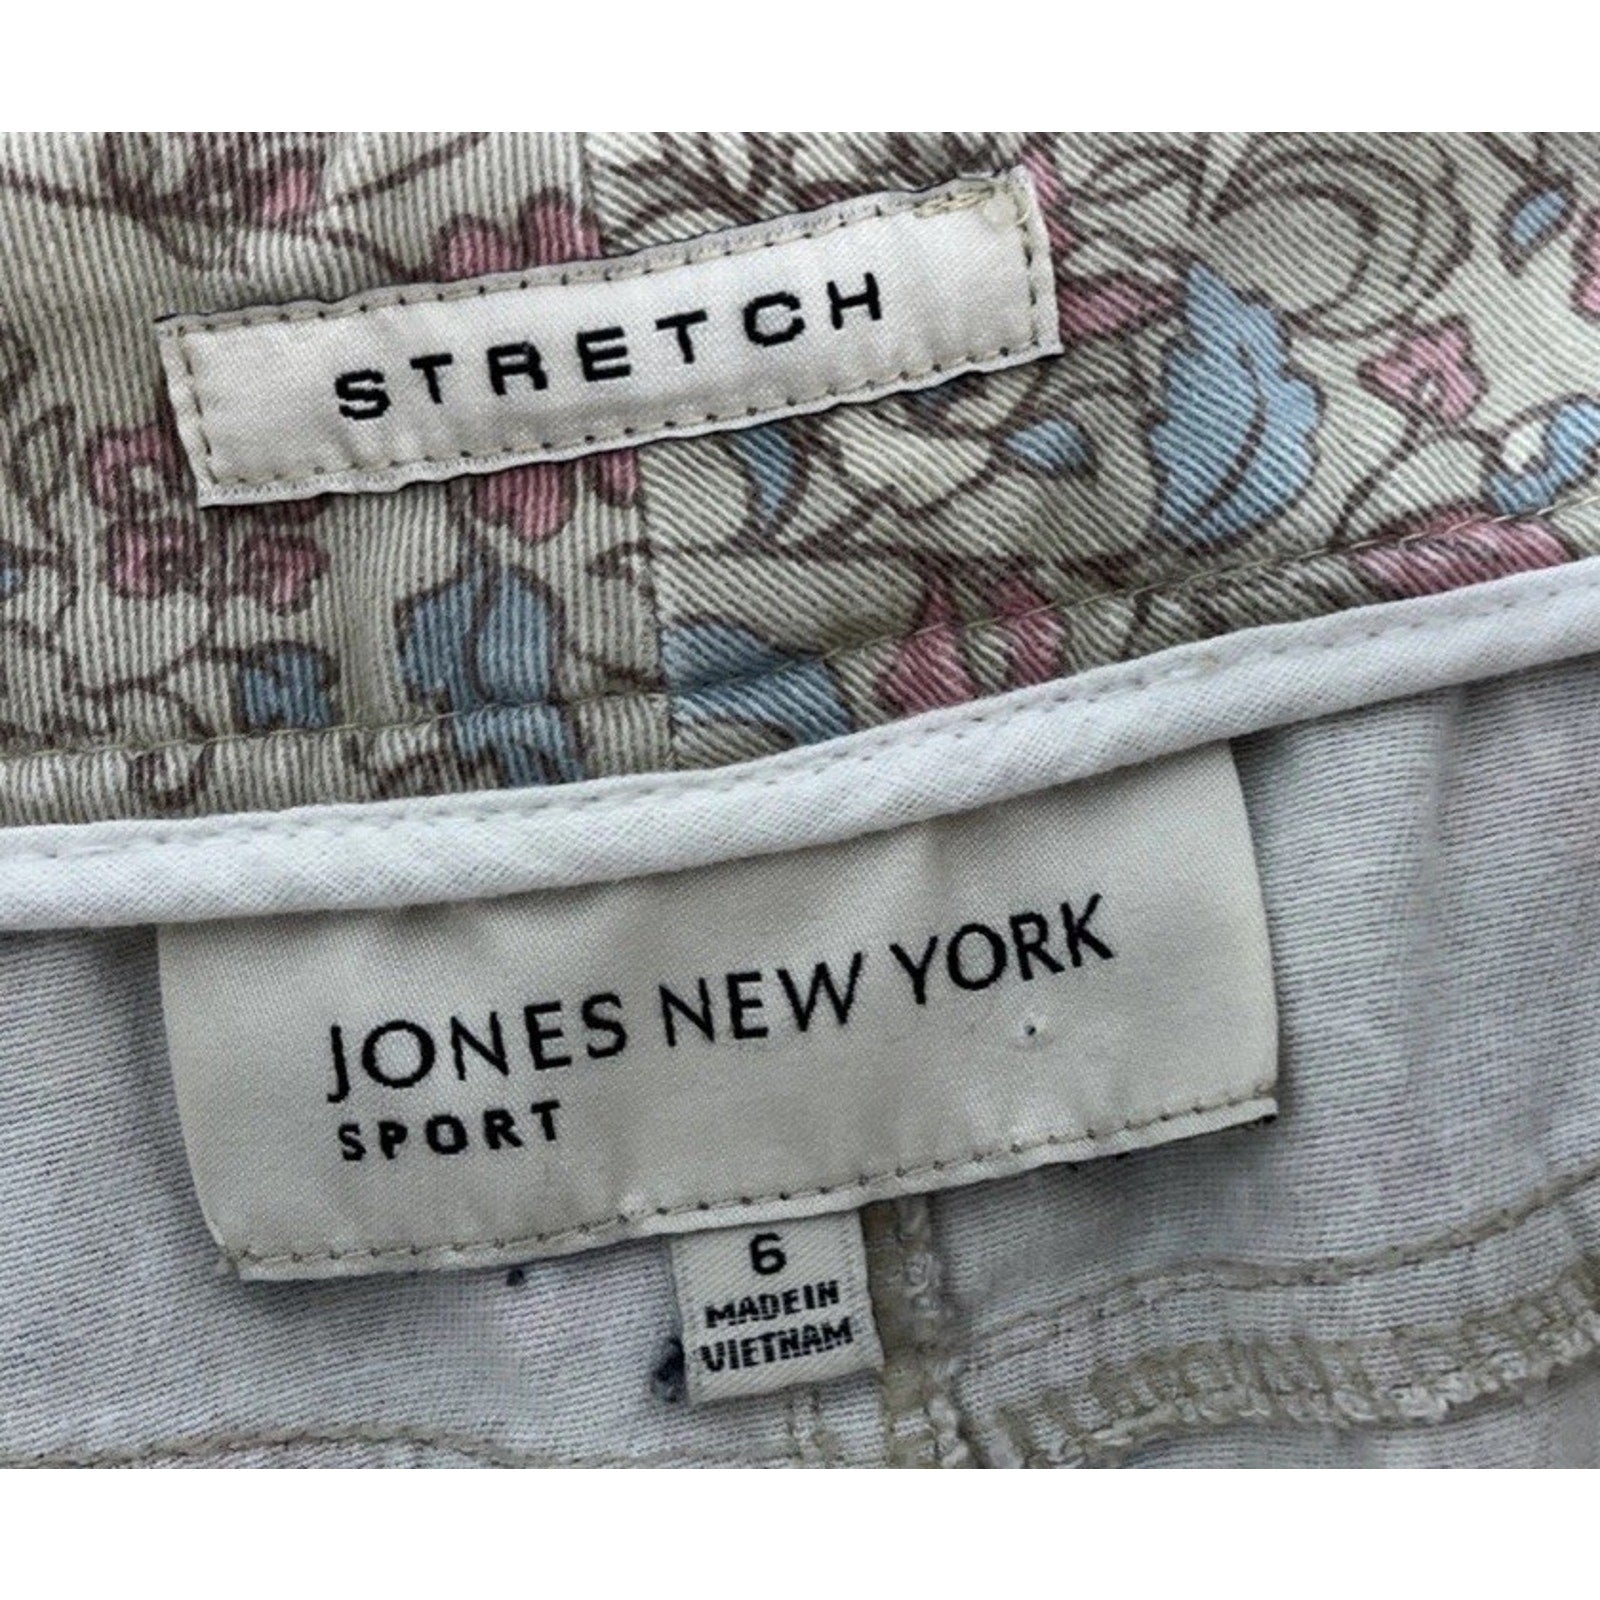 STRETCH
JONES NEW YORK
SPORT
6
MADE IN
VIETNAM